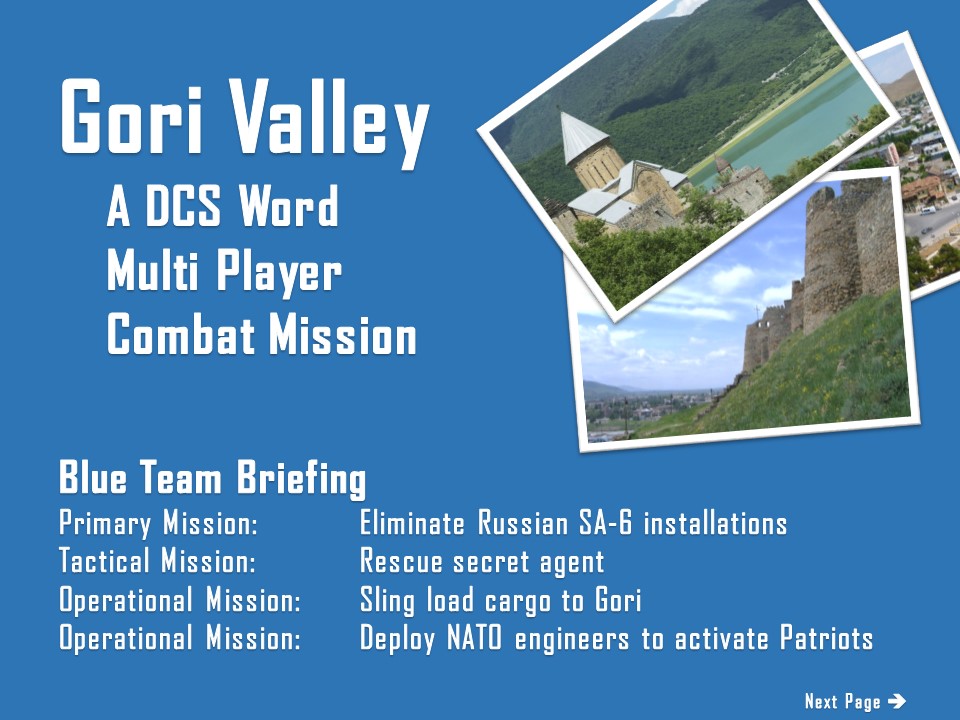 Gori Valley
A DCS Word
Multi Player
Combat Mission
Blue Team Briefing
Primary Mission: Eliminate Russian SA-6 installations
Tactical Mission: Rescue secret agent
Operational Mission: Sling load cargo to Gori
Operational Mission: Deploy NATO engineers to activate Patriots
Next Page →